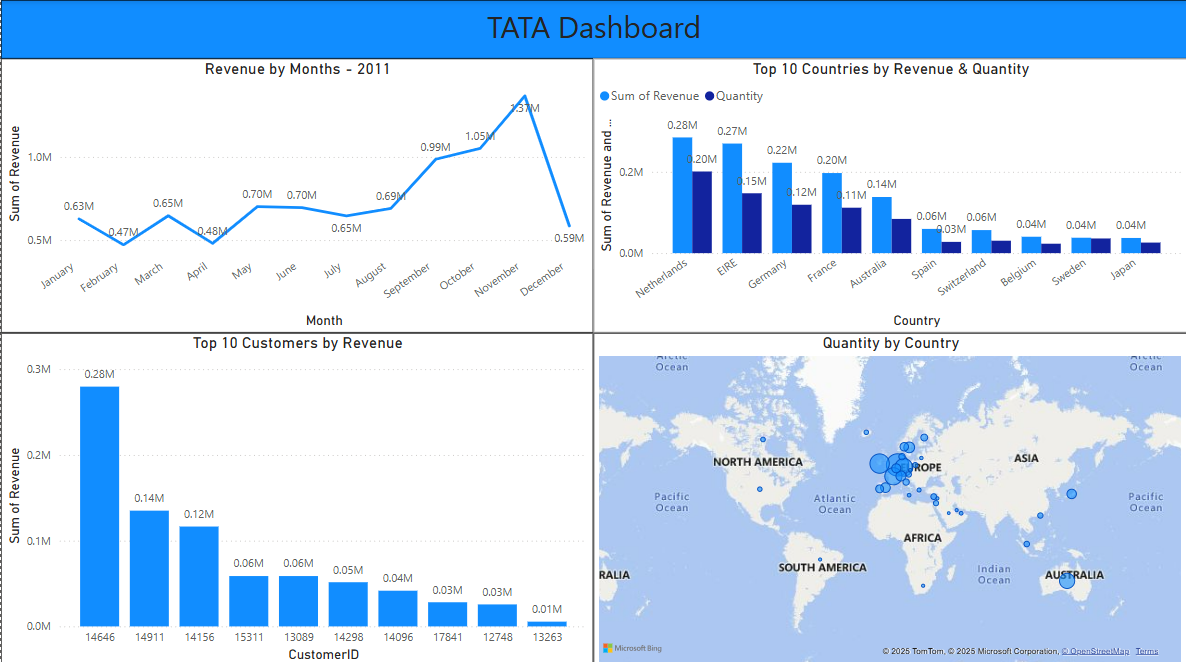 TATA Dashboard
Revenue by Months - 2011
Sum of Revenue
1.0M
0.5M
0.63M
0.47M
0.65M
0.48M
0.70M
0.70M
0.65M
0.69M
0.99M
1.05M
1.37M
0.59M
January
February
March
April
May
June
July
August
September
October
November
December
Month
Top 10 Countries by Revenue & Quantity
Sum of Revenue
Quantity
Sum of Revenue and ...
0.2M
0.0M
0.28M
0.20M
0.27M
0.15M
0.22M
0.12M
0.20M
0.11M
0.14M
0.06M
0.03M
0.06M
0.04M
0.04M
0.04M
Netherlands
EIRE
Germany
France
Australia
Spain
Switzerland
Belgium
Sweden
Japan
Country
Top 10 Customers by Revenue
Sum of Revenue
0.3M
0.2M
0.1M
0.0M
0.28M
0.14M
0.12M
0.06M
0.06M
0.05M
0.04M
0.03M
0.03M
0.01M
14646
14911
14156
15311
13089
14298
14096
17841
12748
13263
CustomerID
Quantity by Country
Arctic
Ocean
Arctic
Ocean
NORTH AMERICA
ASIA
UROPE
Pacific
Ocean
Atlantic
Ocean
Pacific
Ocean
AFRICA
SOUTH AMERICA
Indian
Ocean
RALIA
AUSTRALIA
Microsoft Bing
© 2025 TomTom, © 2025 Microsoft Corporation, © OpenStreetMap Terms